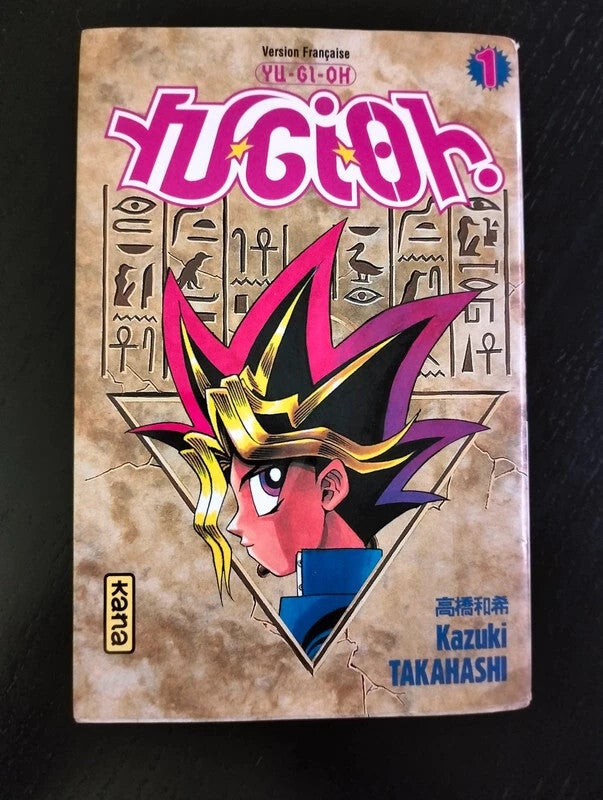 Version Française
YU-GI-OH
1
YU·GI·OH.
kana
高橋和希
Kazuki
TAKAHASHI